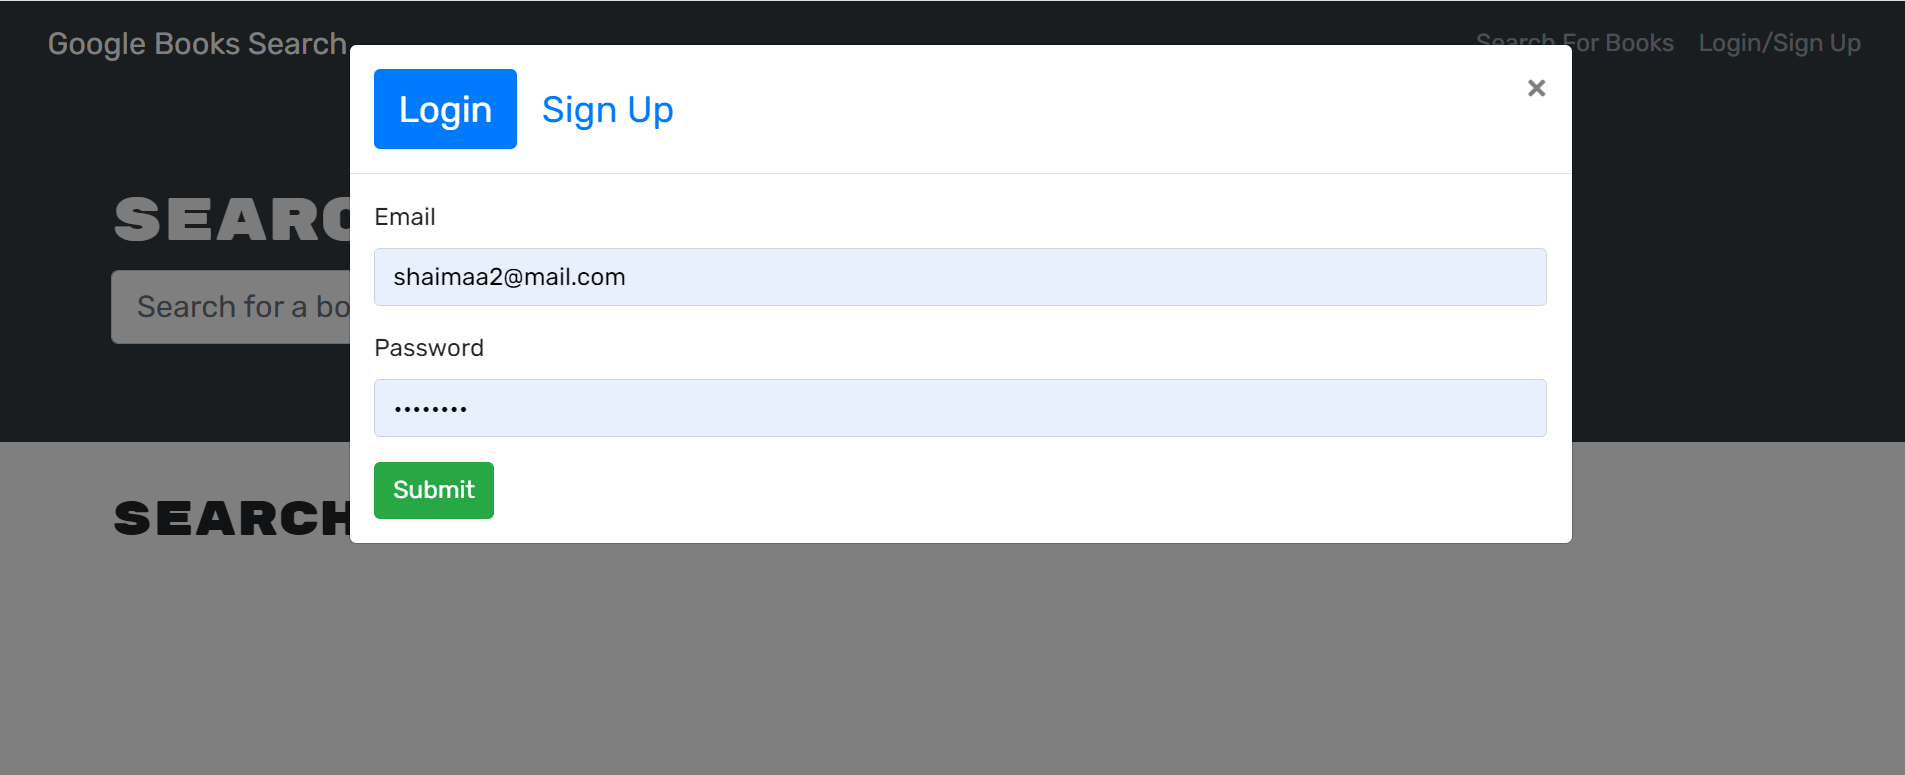 Google Books Search
Search For Books
Login/Sign Up
Login
Sign Up
×
Email
shaimaa2@mail.com
Password
••••••••
Submit
Search for a bo
SEARCH